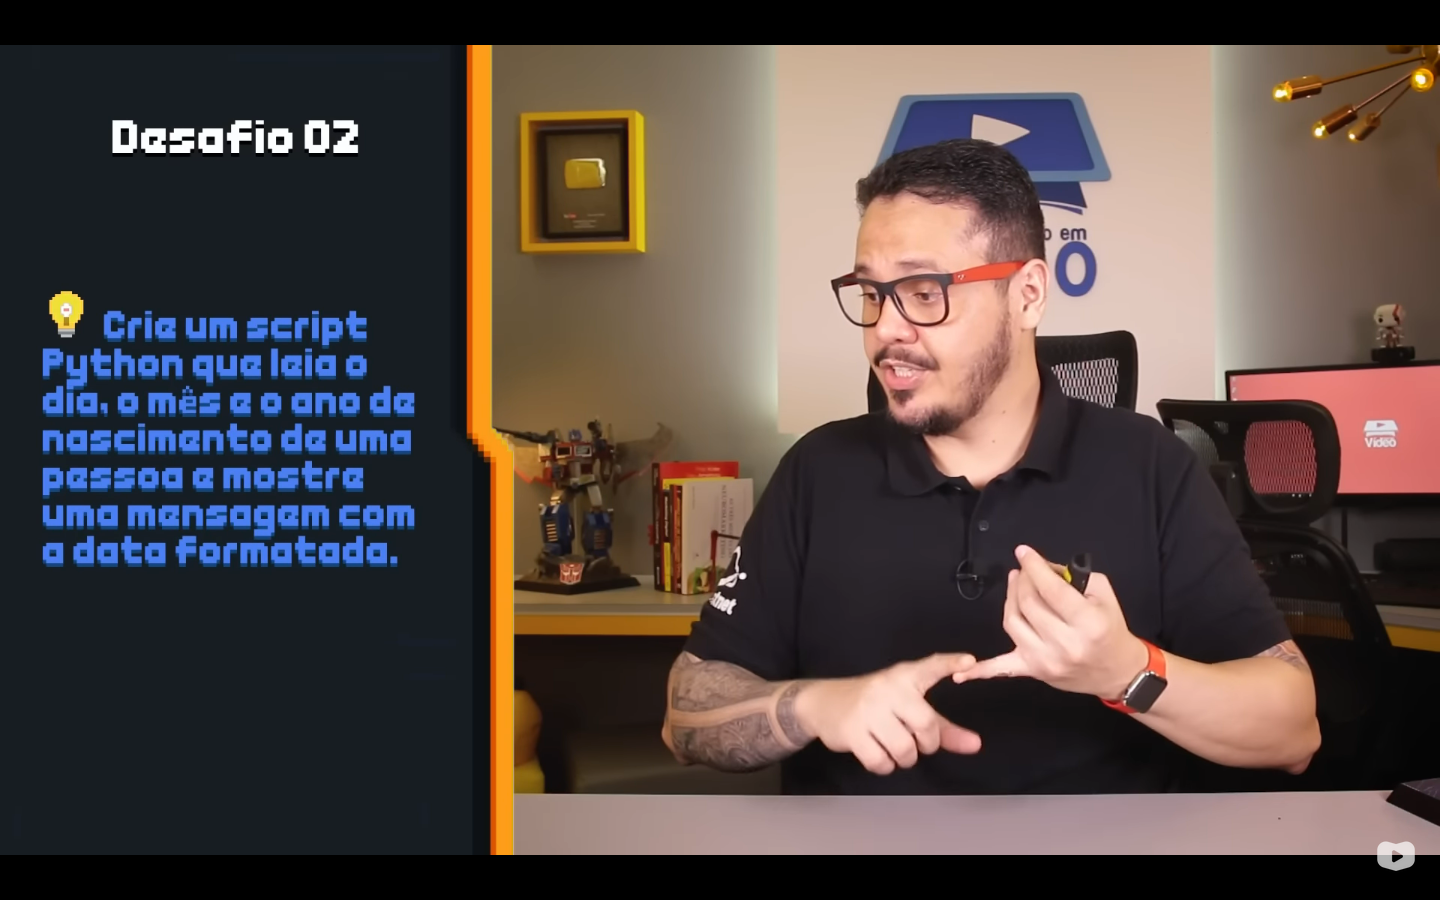 Desafio 02
Crie um script
Python que leia o
dia, o mês e o ano de
nascimento de uma
pessoa e mostre
uma mensagem com
a data formatada.
o em
O
Vídeo